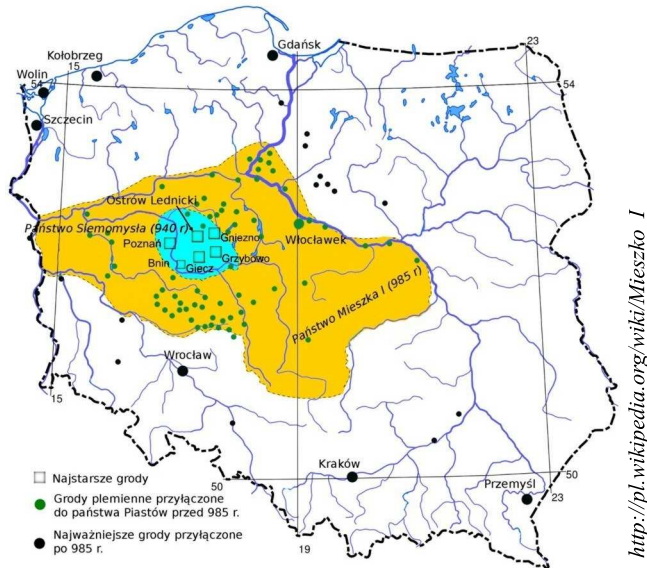 23
Gdańsk
Kołobrzeg
15
Wolin
54
54
Szczecin
Ostrów Lednicki
Państwo Siemomysła (940 r)
Poznań
Gniezno
Włocławek
Bnin
Giecz
Grzybowo
Państwo Mieszka I (985 r)
Wrocław
15
Najstarsze grody
Grody plemienne przyłączone
do państwa Piastów przed 985 r.
Najważniejsze grody przyłączone
po 985 r.
50
Kraków
50
Przemyśl
23
19
http://pl.wikipedia.org/wiki/Mieszko_I